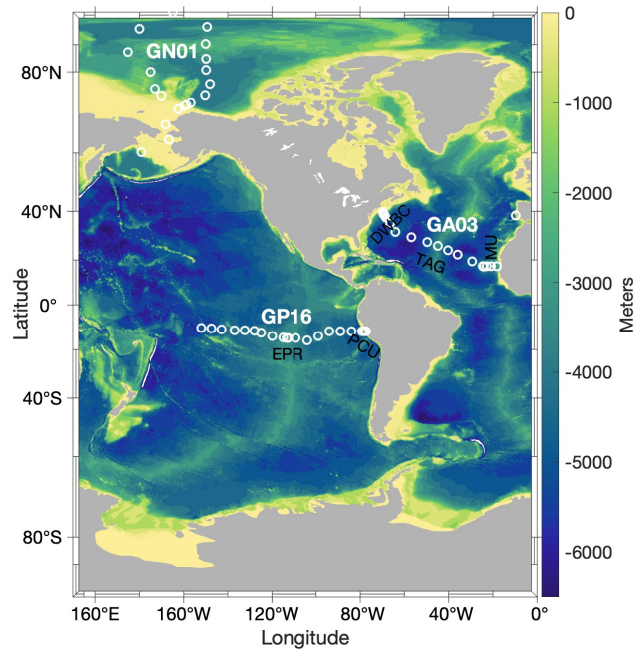 0
GN01
80°N
-1000
-2000
40°N
DWBC
GA03
MU
TAG
-3000
Latitude
Meters
0°
GP16
EPR
PCU
-4000
40°S
-5000
80°S
-6000
160°E 160°W 120°W 80°W 40°W 0°
Longitude